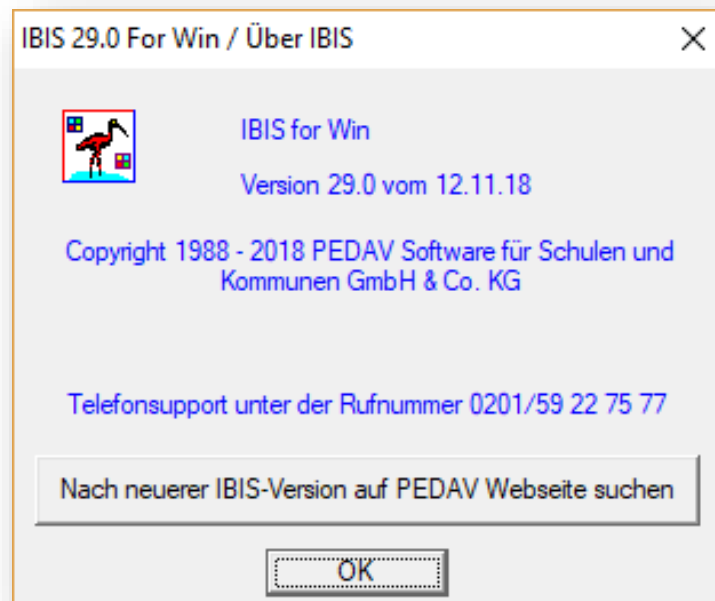 IBIS 29.0 For Win / Über IBIS
IBIS for Win
Version 29.0 vom 12.11.18
Copyright 1988 - 2018 PEDAV Software für Schulen und
Kommunen GmbH & Co. KG
Telefonsupport unter der Rufnummer 0201/59 22 75 77
Nach neuerer IBIS-Version auf PEDAV Webseite suchen
OK